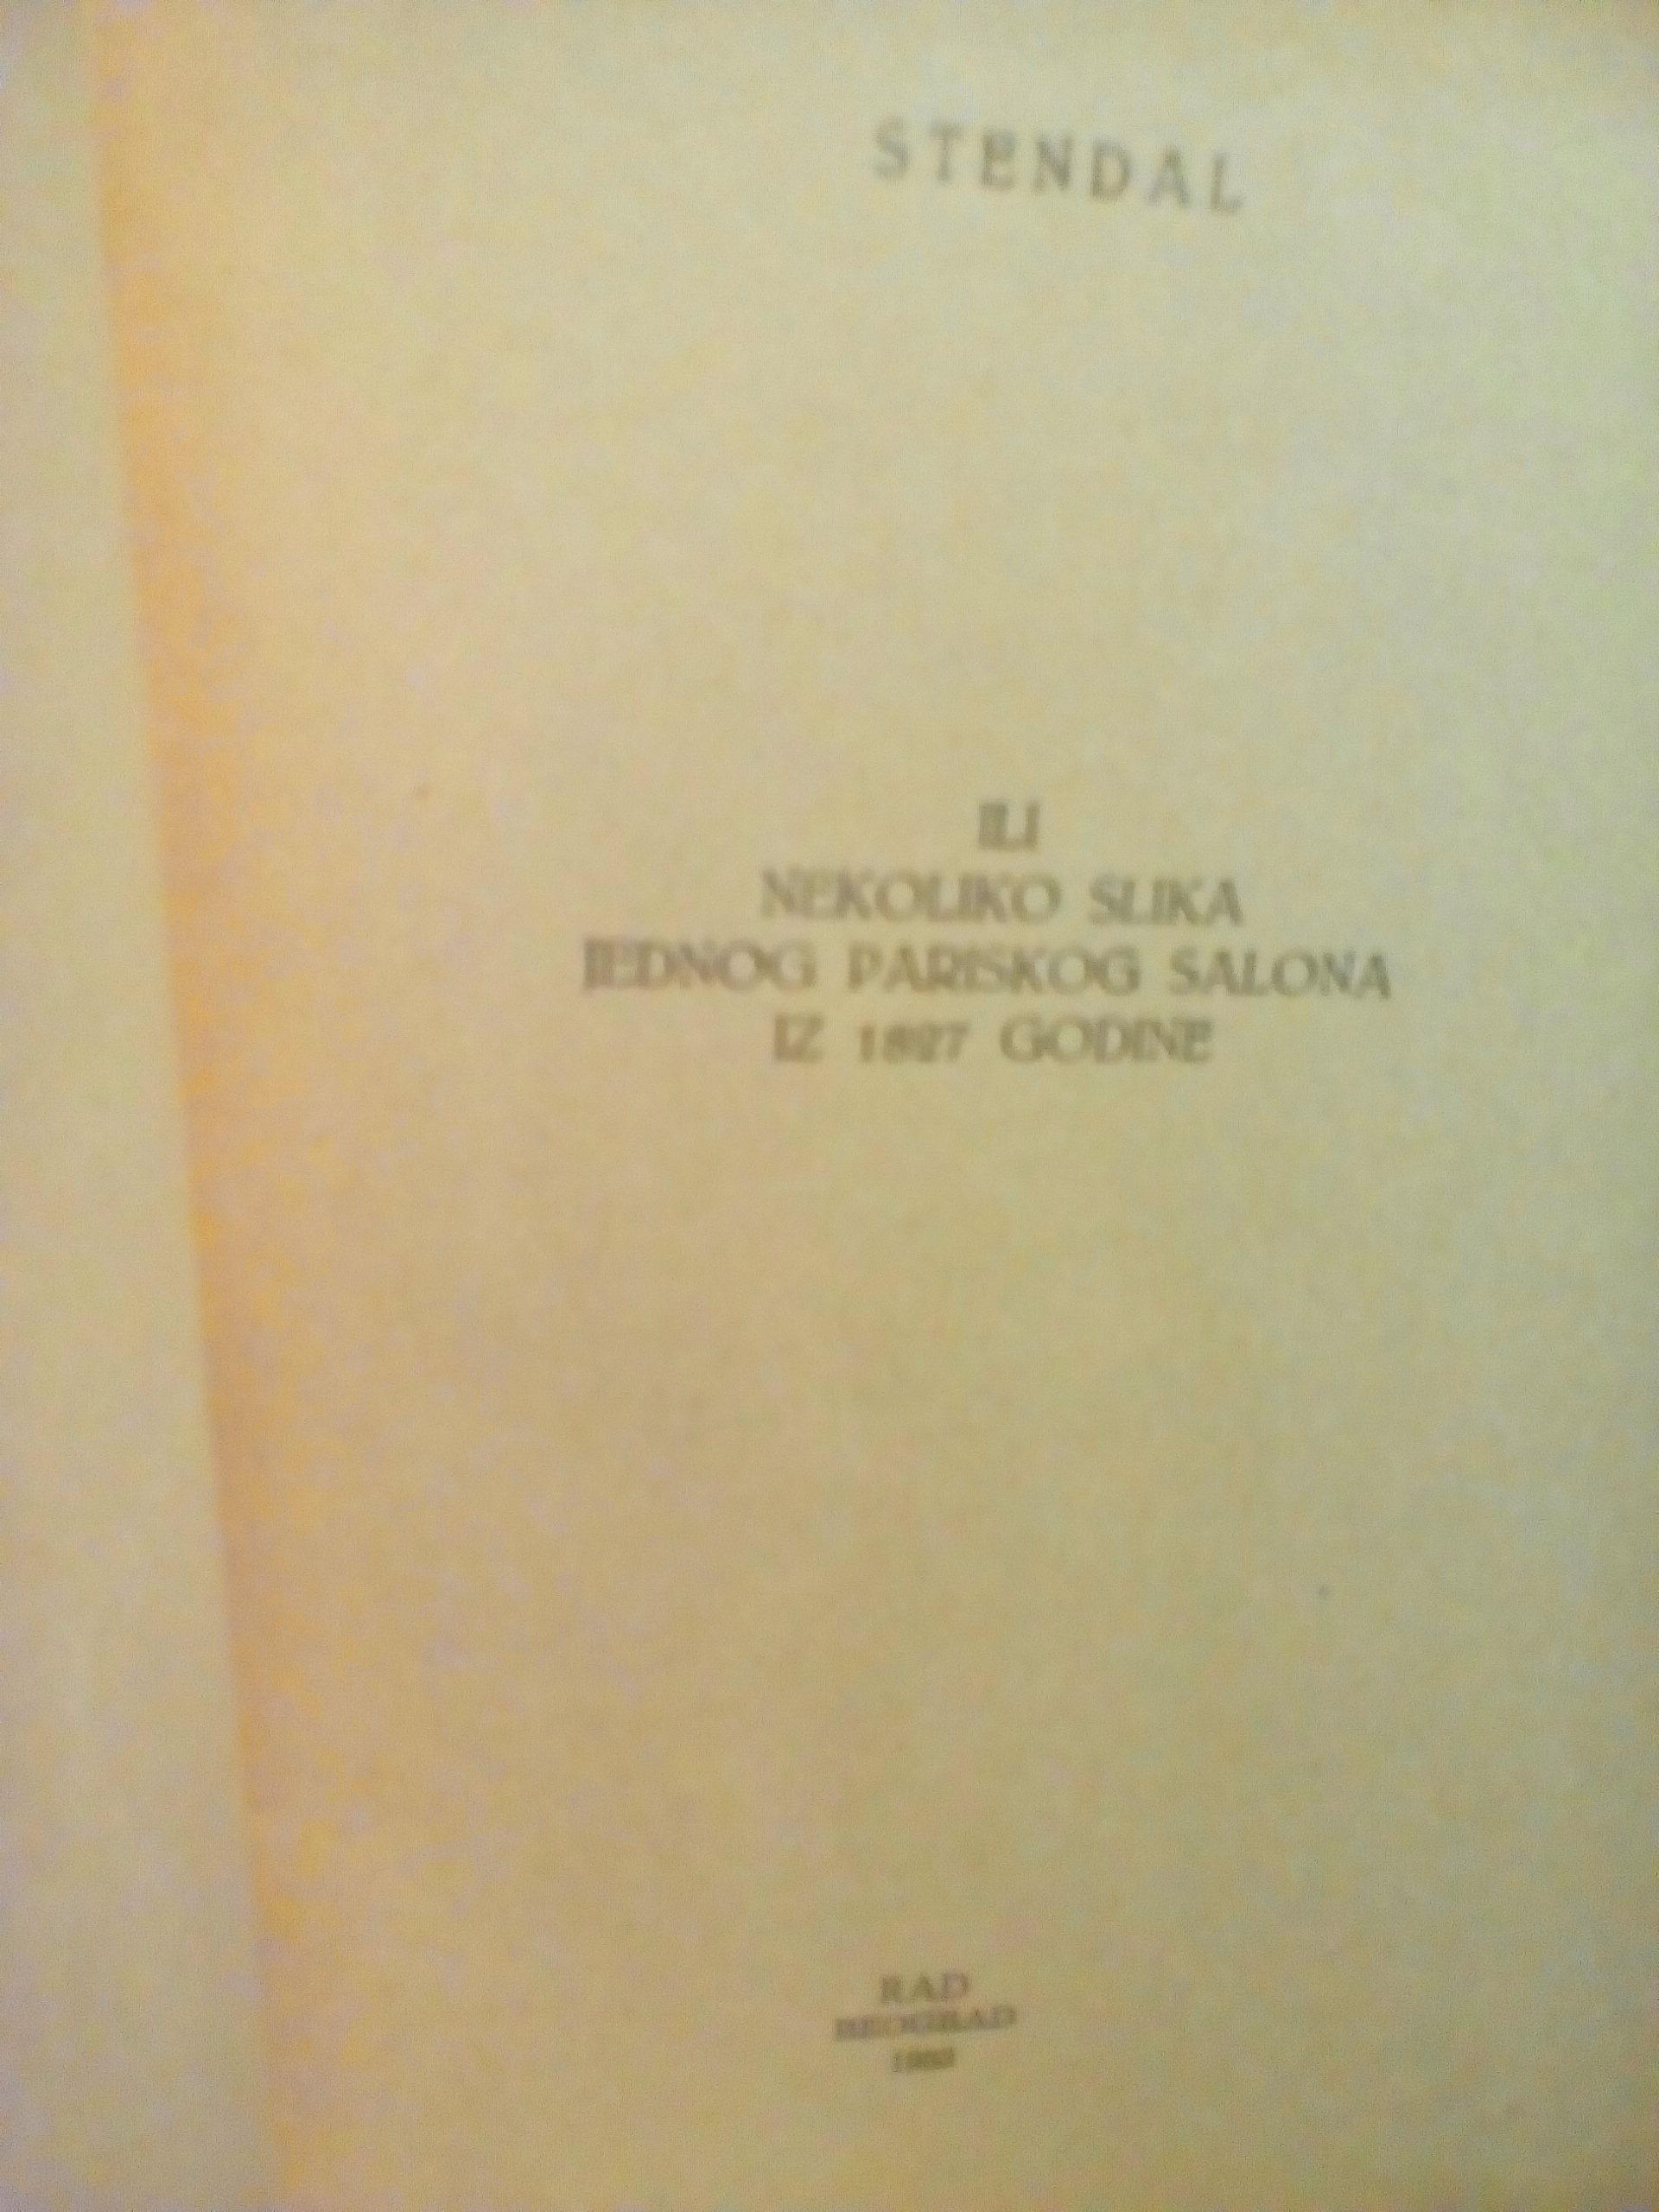 STENDAL
ILI
NEKOLIKO SLIKA
JEDNOG PARISKOG SALONA
IZ 1827 GODINE
RAD
BEOGRAD